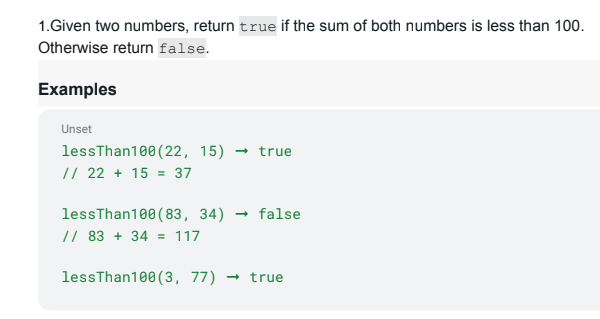 1.Given two numbers, return true if the sum of both numbers is less than 100.
Otherwise return false.
Examples
Unset
lessThan100(22, 15) ➞ true
// 22 + 15 = 37
lessThan100(83, 34) ➞ false
// 83 + 34 = 117
lessThan100(3, 77) ➞ true